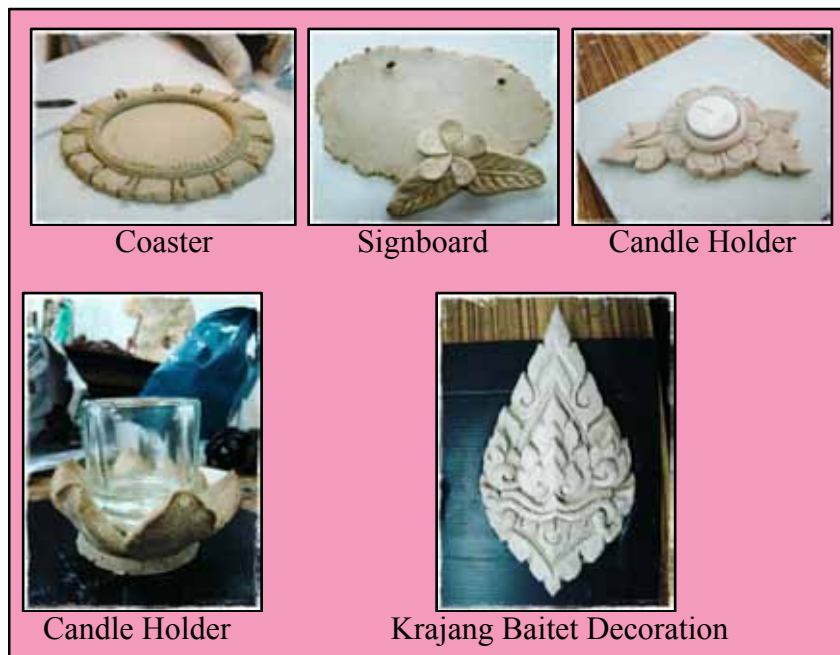 Coaster
Signboard
Candle Holder
Candle Holder
Krajang Baitet Decoration